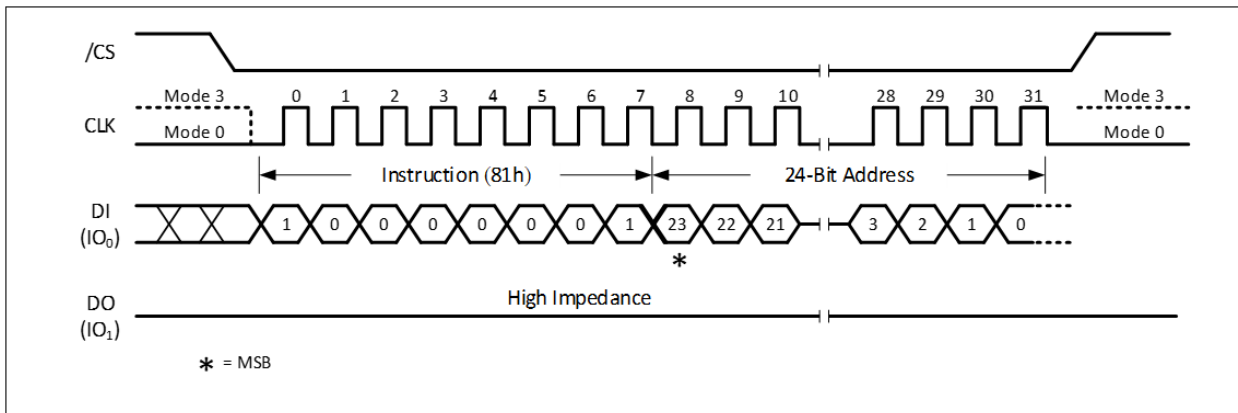 /CS
Mode 3 0 1 2 3 4 5 6 7 8 9 10 28 29 30 31 Mode 3
CLK
Mode 0 Mode 0
Instruction (81h) 24-Bit Address
DI
(IO₀)
1 0 0 0 0 0 0 1 23 22 21 3 2 1 0
*
High Impedance
DO
(IO₁)
* = MSB